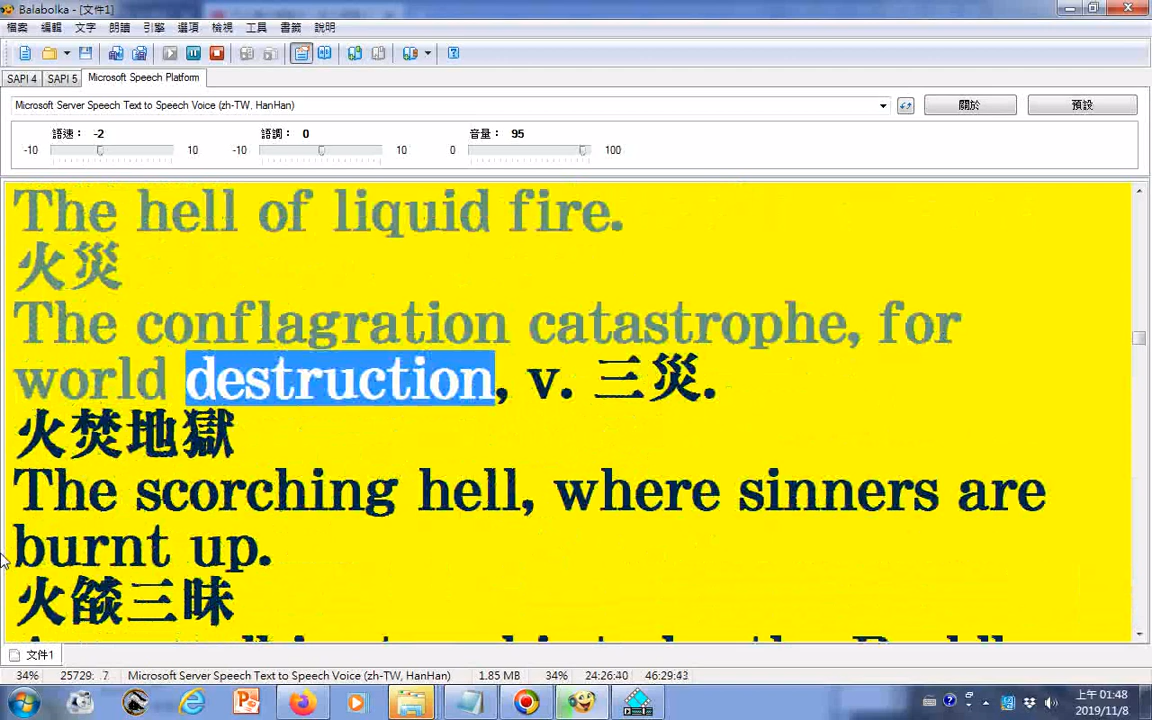 Balabolka - [文件1]
檔案 編輯 文字 朗讀 引擎 選項 檢視 工具 書籤 說明
SAPI 4 SAPI 5 Microsoft Speech Platform
Microsoft Server Speech Text to Speech Voice (zh-TW, HanHan) 關於 預設
語速： -2 語調： 0 音量： 95
-10 10 -10 10 0 100
The hell of liquid fire.
火災
The conflagration catastrophe, for
world destruction, v. 三災.
火焚地獄
The scorching hell, where sinners are
burnt up.
火燄三昧
文件1
34% 25729: 7 Microsoft Server Speech Text to Speech Voice (zh-TW, HanHan) 1.85 MB 34% 24:26:40 46:29:43
上午 01:48
2019/11/8